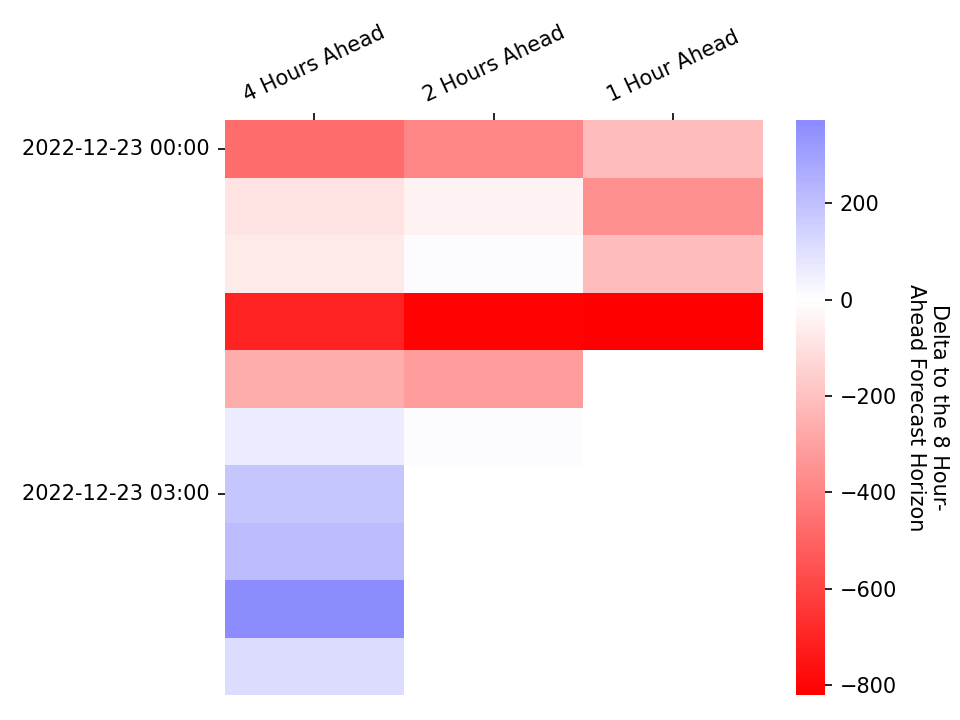 4 Hours Ahead
2 Hours Ahead
1 Hour Ahead
2022-12-23 00:00
2022-12-23 03:00
200
0
−200
−400
−600
−800
Delta to the 8 Hour-
Ahead Forecast Horizon